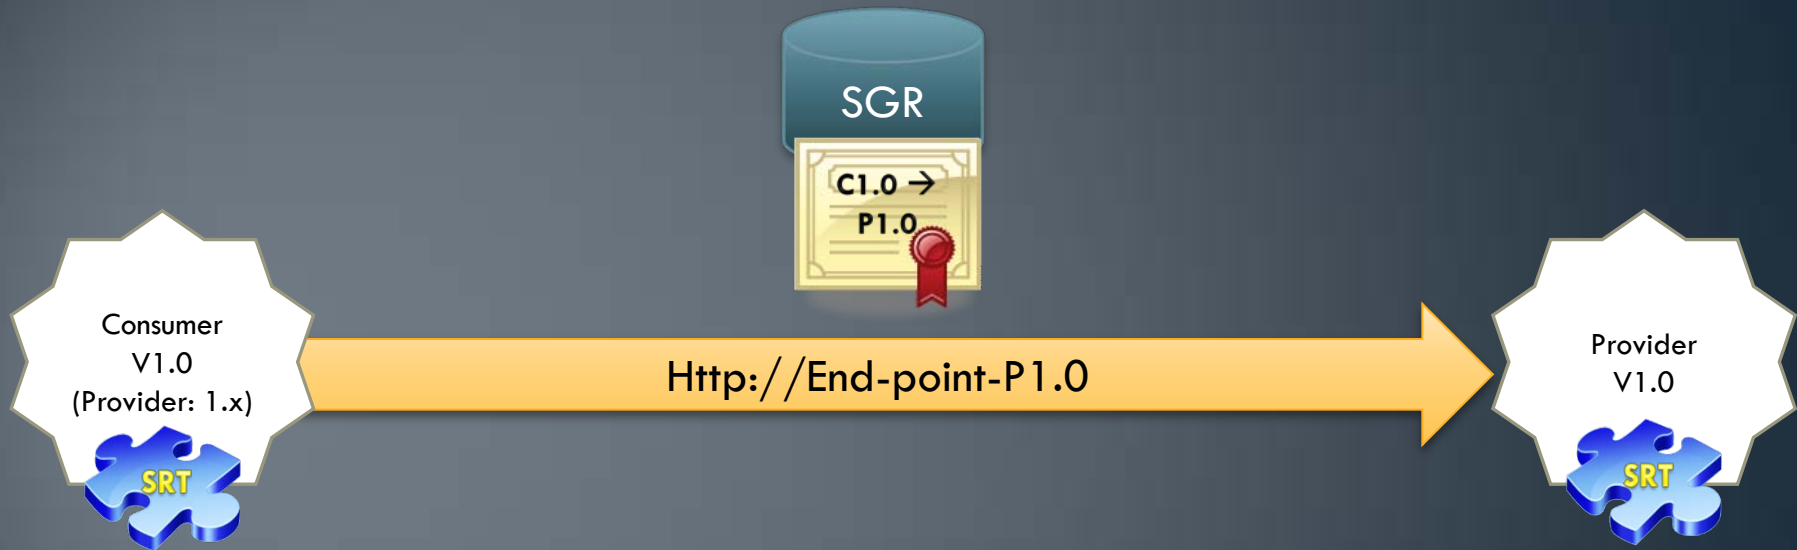 SGR
C1.0 →
P1.0
Consumer
V1.0
(Provider: 1.x)
SRT
Http://End-point-P1.0
Provider
V1.0
SRT